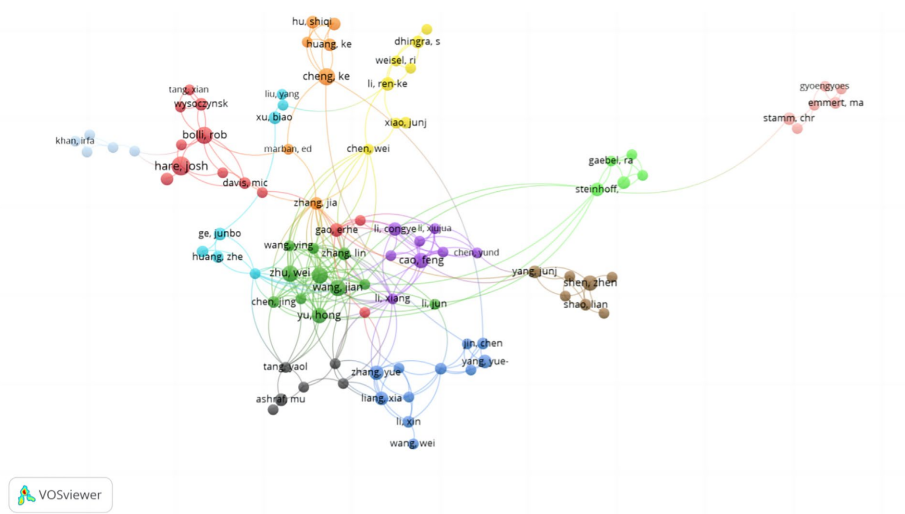 hu, shiqi
huang, ke
dhingra, s
weisel. ri
cheng, ke
li, ren-ke
tang, xian
wysoczynsk
liu, yang
xu, biao
xiao, junj
bolli, rob
khan, irfa
marban, ed
chen, wei
hare, josh
davis, mic
gyoengyoes
emmert, ma
stamm. chr
gaebel, ra
steinhoff,
zhang, jia
ge, junbo
huang, zhe
gao, erhe
li, congye
wang, ying
zhang, lin
cao, feng
chen, yund
zhu, wei
wang, jian
chen, jing
li, xiang
li, jun
yu, hong
yang, junj
shen, zhen
shao, lian
jin, chen
yang, yue-
tang, yaol
zhang, yue
ashraf, mu
liang, xia
li, xin
wang, wei
VOSviewer